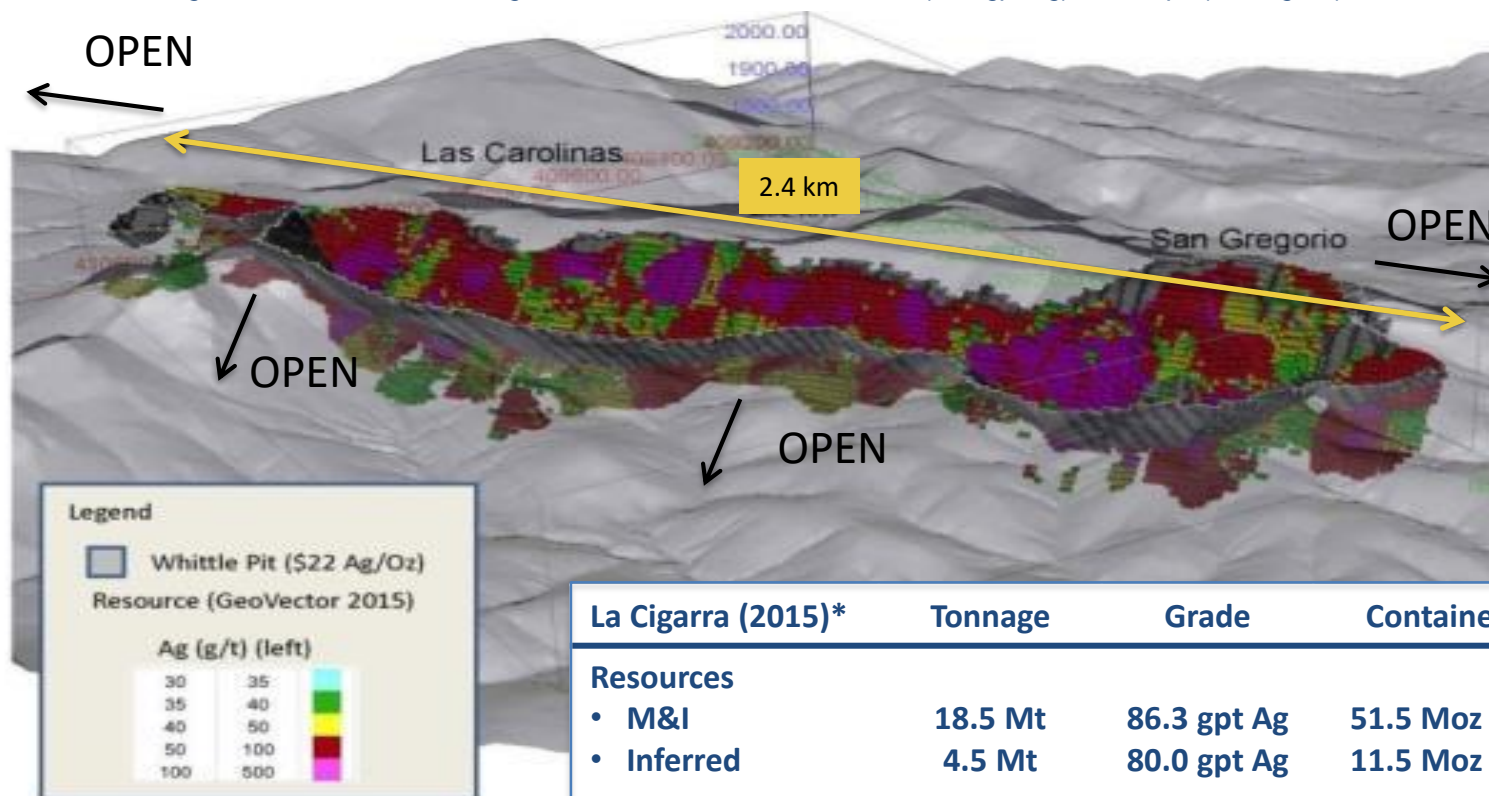 OPEN
2000.00
1900.00
Las Carolinas
2.4 km
San Gregorio
OPEN
OPEN
OPEN
Legend
Whittle Pit ($22 Ag/Oz)
Resource (GeoVector 2015)
Ag (g/t) (left)
30 35
35 40
40 50
50 100
100 500
La Cigarra (2015)* Tonnage Grade Containe
Resources
• M&I 18.5 Mt 86.3 gpt Ag 51.5 Moz
• Inferred 4.5 Mt 80.0 gpt Ag 11.5 Moz